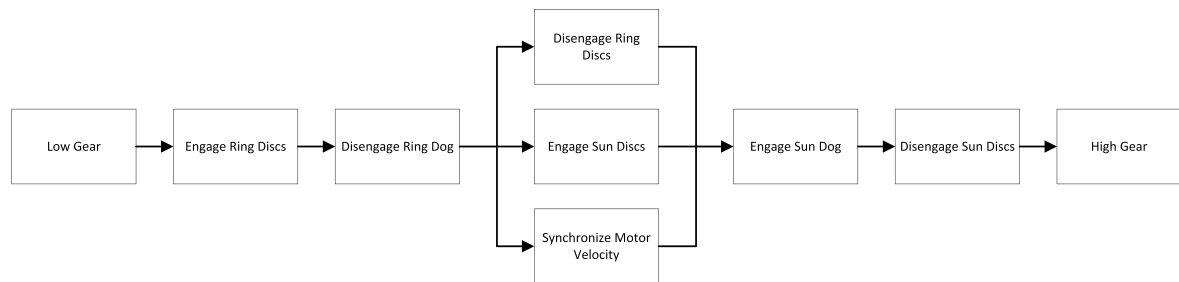 Low Gear
Engage Ring Discs
Disengage Ring Dog
Disengage Ring
Discs
Engage Sun Discs
Synchronize Motor
Velocity
Engage Sun Dog
Disengage Sun Discs
High Gear